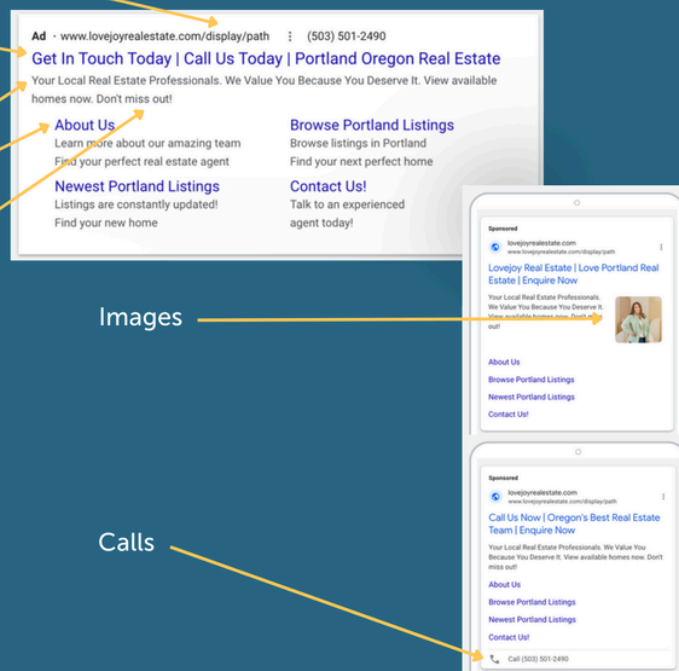 Ad · www.lovejoyrealestate.com/display/path ⋮ (503) 501-2490
Get In Touch Today | Call Us Today | Portland Oregon Real Estate
Your Local Real Estate Professionals. We Value You Because You Deserve It. View available
homes now. Don't miss out!
About Us
Learn more about our amazing team
Find your perfect real estate agent
Browse Portland Listings
Browse listings in Portland
Find your next perfect home
Newest Portland Listings
Listings are constantly updated!
Find your new home
Contact Us!
Talk to an experienced
agent today!
Images
Sponsored
lovejoyrealestate.com
www.lovejoyrealestate.com/display/path
Lovejoy Real Estate | Love Portland Real
Estate | Enquire Now
Your Local Real Estate Professionals.
We Value You Because You Deserve It.
View available homes now. Don't miss
out!
About Us
Browse Portland Listings
Newest Portland Listings
Contact Us!
Calls
Sponsored
lovejoyrealestate.com
www.lovejoyrealestate.com/display/path
Call Us Now | Oregon's Best Real Estate
Team | Enquire Now
Your Local Real Estate Professionals. We Value You
Because You Deserve It. View available homes now. Don't
miss out!
About Us
Browse Portland Listings
Newest Portland Listings
Contact Us!
Call (503) 501-2490